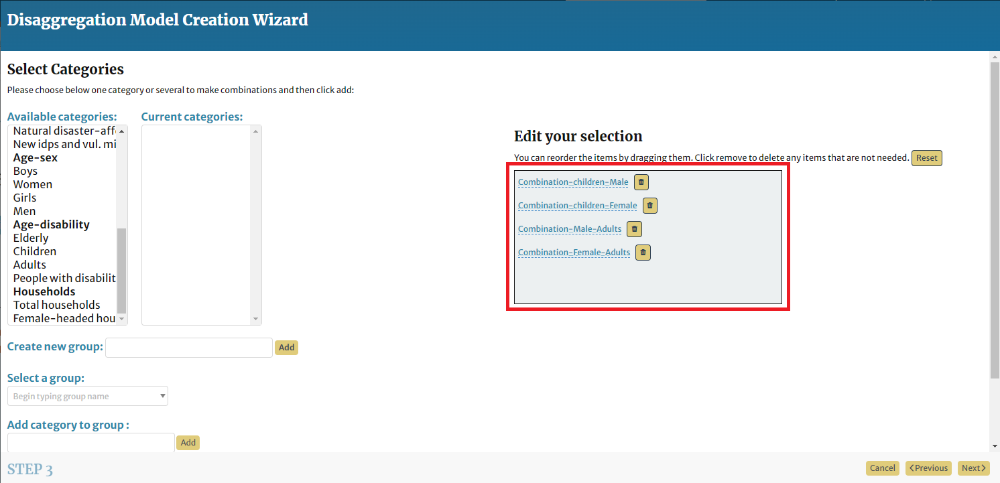 Disaggregation Model Creation Wizard
Select Categories
Please choose below one category or several to make combinations and then click add:
Available categories:
Natural disaster-aff
New idps and vul. mi
Age-sex
Boys
Women
Girls
Men
Age-disability
Elderly
Children
Adults
People with disabilit
Households
Total households
Female-headed hou
Current categories:
Edit your selection
You can reorder the items by dragging them. Click remove to delete any items that are not needed. Reset
Combination-children-Male
Combination-children-Female
Combination-Male-Adults
Combination-Female-Adults
Create new group: Add
Select a group:
Begin typing group name
Add category to group :
Add
STEP 3
Cancel Previous Next